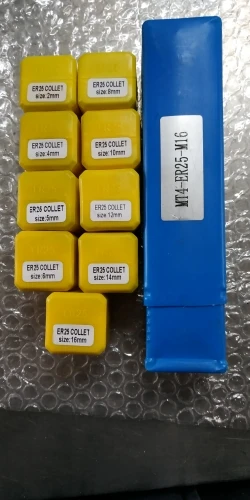 ER25 COLLET
size:2mm
ER25 COLLET
size:8mm
ER25 COLLET
size:4mm
ER25 COLLET
size:10mm
ER25 COLLET
size:5mm
ER25 COLLET
size:12mm
ER25 COLLET
size:6mm
ER25 COLLET
size:14mm
ER25 COLLET
size:16mm
MT4-ER25-M16